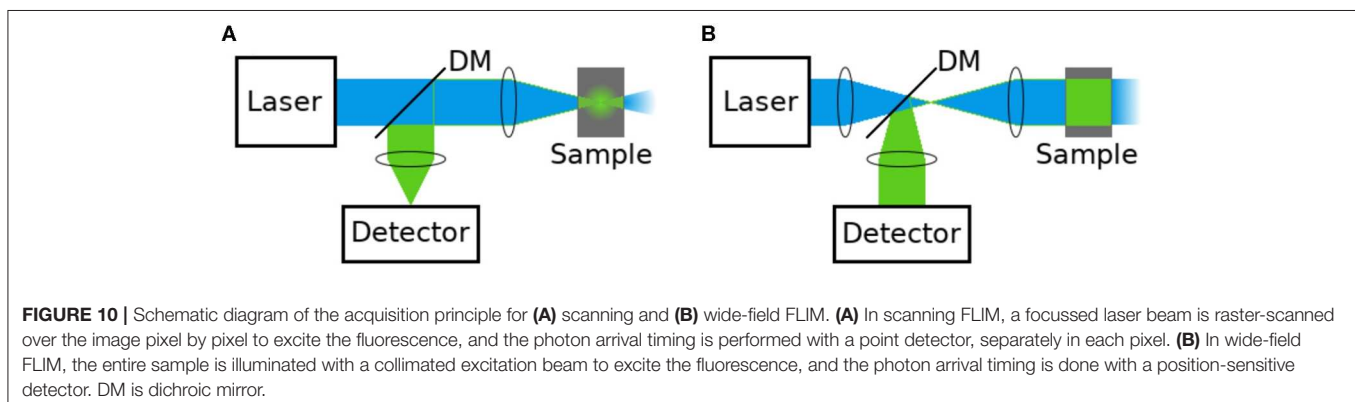 A
B
DM
Laser
Sample
Detector
DM
Laser
Sample
Detector
FIGURE 10 | Schematic diagram of the acquisition principle for (A) scanning and (B) wide-field FLIM. (A) In scanning FLIM, a focussed laser beam is raster-scanned
over the image pixel by pixel to excite the fluorescence, and the photon arrival timing is performed with a point detector, separately in each pixel. (B) In wide-field
FLIM, the entire sample is illuminated with a collimated excitation beam to excite the fluorescence, and the photon arrival timing is done with a position-sensitive
detector. DM is dichroic mirror.